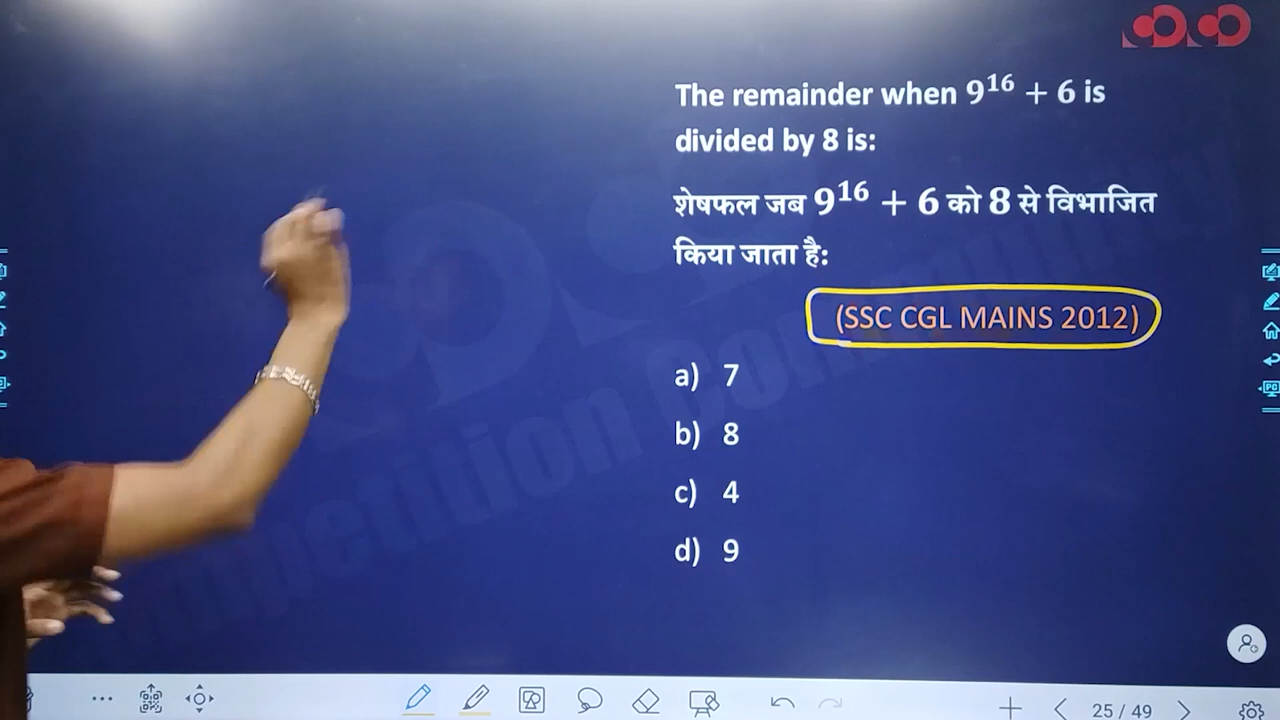 The remainder when 9¹⁶ + 6 is
divided by 8 is:
शेषफल जब 9¹⁶ + 6 को 8 से विभाजित
किया जाता है:
(SSC CGL MAINS 2012)
a) 7
b) 8
c) 4
d) 9
PC
25 / 49